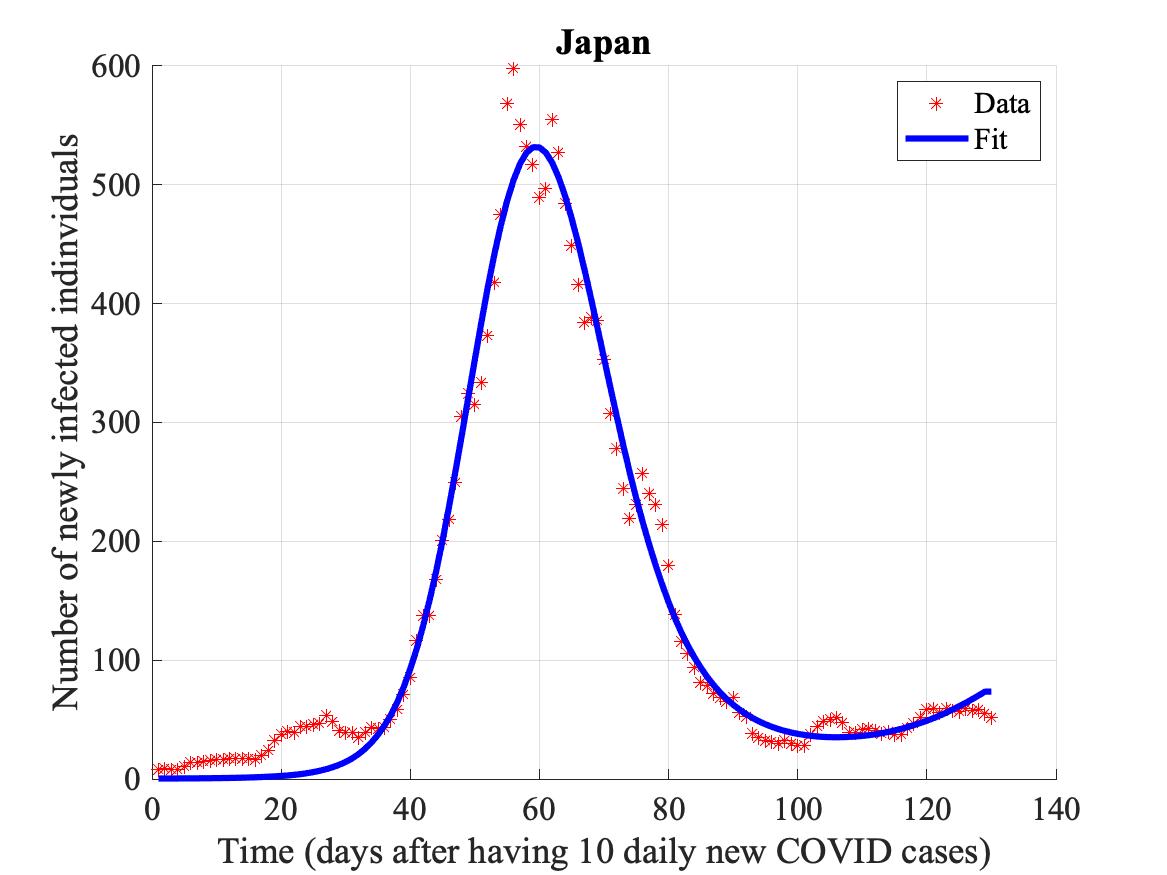 Japan
600
500
400
300
200
100
0
0 20 40 60 80 100 120 140
Number of newly infected indinviduals
Time (days after having 10 daily new COVID cases)
Data
Fit